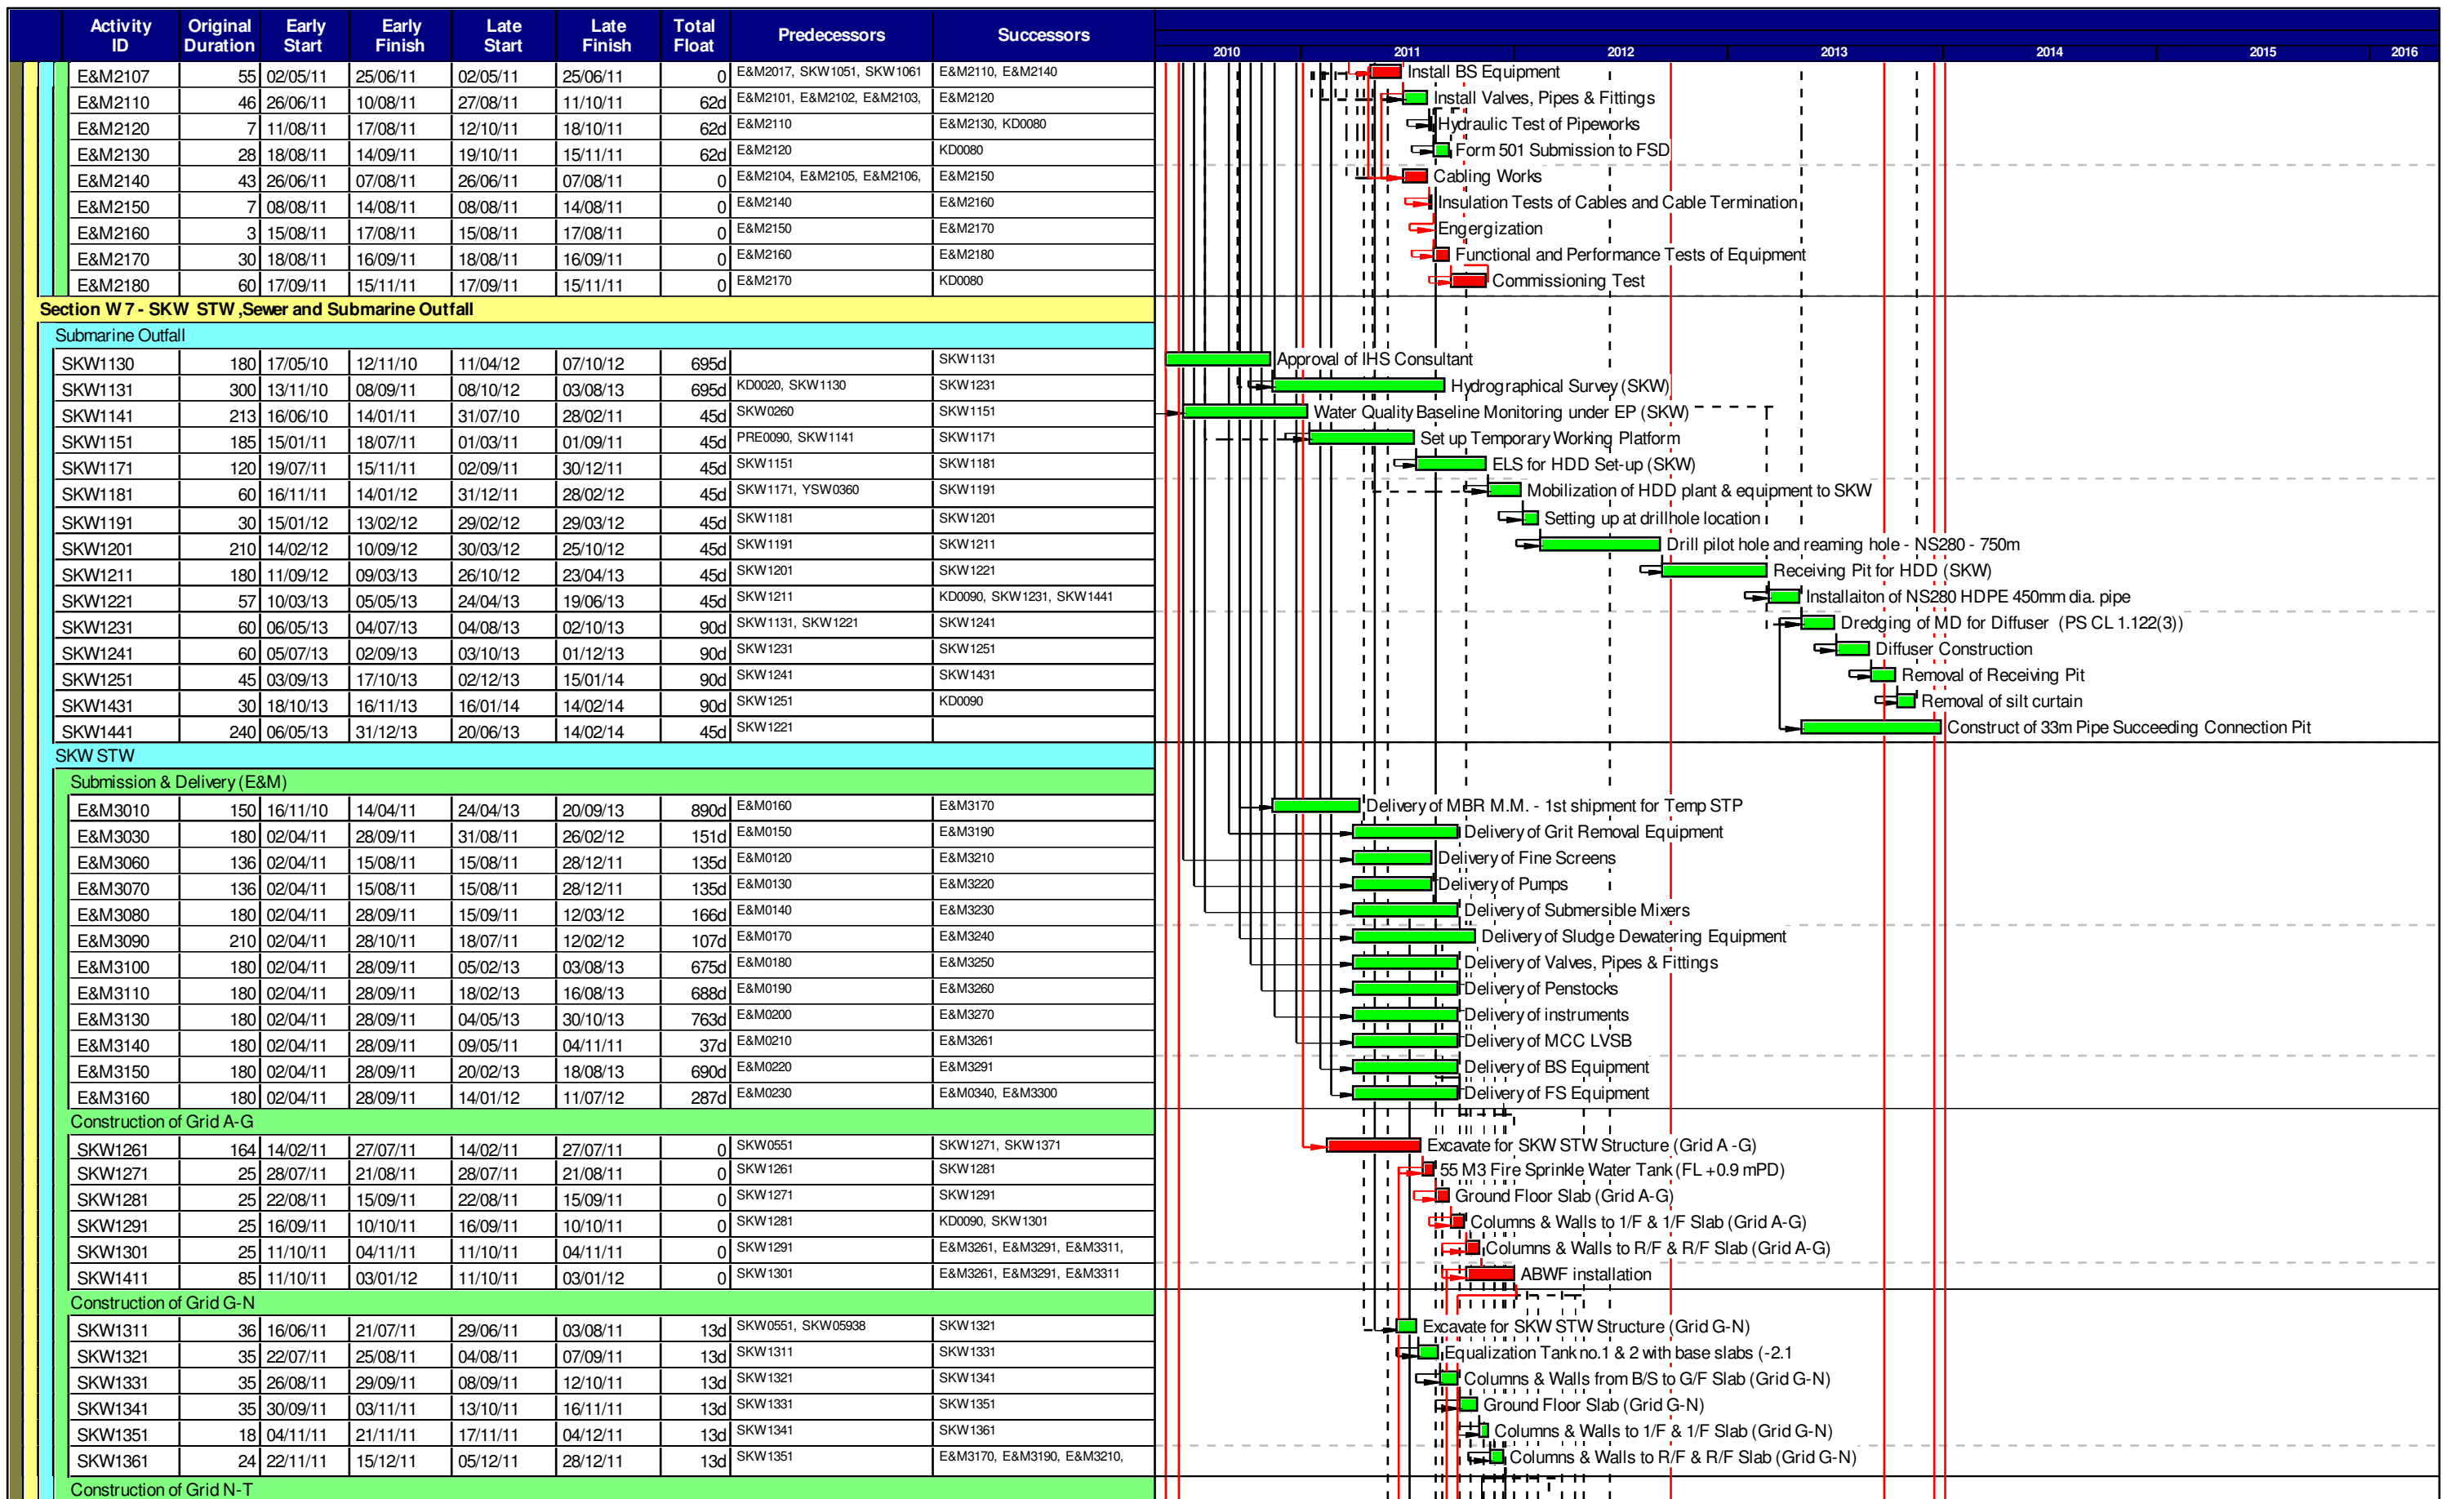 Activity ID Original Duration Early Start Early Finish Late Start Late Finish Total Float Predecessors Successors
2010 2011 2012 2013 2014 2015 2016
E&M2107 55 02/05/11 25/06/11 02/05/11 25/06/11 0 E&M2017, SKW1051, SKW1061 E&M2110, E&M2140 Install BS Equipment
E&M2110 46 26/06/11 10/08/11 27/08/11 11/10/11 62d E&M2101, E&M2102, E&M2103, E&M2120 Install Valves, Pipes & Fittings
E&M2120 7 11/08/11 17/08/11 12/10/11 18/10/11 62d E&M2110 E&M2130, KD0080 Hydraulic Test of Pipeworks
E&M2130 28 18/08/11 14/09/11 19/10/11 15/11/11 62d E&M2120 KD0080 Form 501 Submission to FSD
E&M2140 43 26/06/11 07/08/11 26/06/11 07/08/11 0 E&M2104, E&M2105, E&M2106, E&M2150 Cabling Works
E&M2150 7 08/08/11 14/08/11 08/08/11 14/08/11 0 E&M2140 E&M2160 Insulation Tests of Cables and Cable Termination
E&M2160 3 15/08/11 17/08/11 15/08/11 17/08/11 0 E&M2150 E&M2170 Engergization
E&M2170 30 18/08/11 16/09/11 18/08/11 16/09/11 0 E&M2160 E&M2180 Functional and Performance Tests of Equipment
E&M2180 60 17/09/11 15/11/11 17/09/11 15/11/11 0 E&M2170 KD0080 Commissioning Test
Section W 7 - SKW STW ,Sewer and Submarine Outfall
Submarine Outfall
SKW1130 180 17/05/10 12/11/10 11/04/12 07/10/12 695d SKW1131 Approval of IHS Consultant
SKW1131 300 13/11/10 08/09/11 08/10/12 03/08/13 695d KD0020, SKW1130 SKW1231 Hydrographical Survey (SKW)
SKW1141 213 16/06/10 14/01/11 31/07/10 28/02/11 45d SKW0260 SKW1151 Water Quality Baseline Monitoring under EP (SKW)
SKW1151 185 15/01/11 18/07/11 01/03/11 01/09/11 45d PRE0090, SKW1141 SKW1171 Set up Temporary Working Platform
SKW1171 120 19/07/11 15/11/11 02/09/11 30/12/11 45d SKW1151 SKW1181 ELS for HDD Set-up (SKW)
SKW1181 60 16/11/11 14/01/12 31/12/11 28/02/12 45d SKW1171, YSW0360 SKW1191 Mobilization of HDD plant & equipment to SKW
SKW1191 30 15/01/12 13/02/12 29/02/12 29/03/12 45d SKW1181 SKW1201 Setting up at drillhole location
SKW1201 210 14/02/12 10/09/12 30/03/12 25/10/12 45d SKW1191 SKW1211 Drill pilot hole and reaming hole - NS280 - 750m
SKW1211 180 11/09/12 09/03/13 26/10/12 23/04/13 45d SKW1201 SKW1221 Receiving Pit for HDD (SKW)
SKW1221 57 10/03/13 05/05/13 24/04/13 19/06/13 45d SKW1211 KD0090, SKW1231, SKW1441 Installaiton of NS280 HDPE 450mm dia. pipe
SKW1231 60 06/05/13 04/07/13 04/08/13 02/10/13 90d SKW1131, SKW1221 SKW1241 Dredging of MD for Diffuser (PS CL 1.122(3))
SKW1241 60 05/07/13 02/09/13 03/10/13 01/12/13 90d SKW1231 SKW1251 Diffuser Construction
SKW1251 45 03/09/13 17/10/13 02/12/13 15/01/14 90d SKW1241 SKW1431 Removal of Receiving Pit
SKW1431 30 18/10/13 16/11/13 16/01/14 14/02/14 90d SKW1251 KD0090 Removal of silt curtain
SKW1441 240 06/05/13 31/12/13 20/06/13 14/02/14 45d SKW1221 Construct of 33m Pipe Succeeding Connection Pit
SKW STW
Submission & Delivery (E&M)
E&M3010 150 16/11/10 14/04/11 24/04/13 20/09/13 890d E&M0160 E&M3170 Delivery of MBR M.M. - 1st shipment for Temp STP
E&M3030 180 02/04/11 28/09/11 31/08/11 26/02/12 151d E&M0150 E&M3190 Delivery of Grit Removal Equipment
E&M3060 136 02/04/11 15/08/11 15/08/11 28/12/11 135d E&M0120 E&M3210 Delivery of Fine Screens
E&M3070 136 02/04/11 15/08/11 15/08/11 28/12/11 135d E&M0130 E&M3220 Delivery of Pumps
E&M3080 180 02/04/11 28/09/11 15/09/11 12/03/12 166d E&M0140 E&M3230 Delivery of Submersible Mixers
E&M3090 210 02/04/11 28/10/11 18/07/11 12/02/12 107d E&M0170 E&M3240 Delivery of Sludge Dewatering Equipment
E&M3100 180 02/04/11 28/09/11 05/02/13 03/08/13 675d E&M0180 E&M3250 Delivery of Valves, Pipes & Fittings
E&M3110 180 02/04/11 28/09/11 18/02/13 16/08/13 688d E&M0190 E&M3260 Delivery of Penstocks
E&M3130 180 02/04/11 28/09/11 04/05/13 30/10/13 763d E&M0200 E&M3270 Delivery of instruments
E&M3140 180 02/04/11 28/09/11 09/05/11 04/11/11 37d E&M0210 E&M3261 Delivery of MCC LVSB
E&M3150 180 02/04/11 28/09/11 20/02/13 18/08/13 690d E&M0220 E&M3291 Delivery of BS Equipment
E&M3160 180 02/04/11 28/09/11 14/01/12 11/07/12 287d E&M0230 E&M0340, E&M3300 Delivery of FS Equipment
Construction of Grid A-G
SKW1261 164 14/02/11 27/07/11 14/02/11 27/07/11 0 SKW0551 SKW1271, SKW1371 Excavate for SKW STW Structure (Grid A -G)
SKW1271 25 28/07/11 21/08/11 28/07/11 21/08/11 0 SKW1261 SKW1281 55 M3 Fire Sprinkle Water Tank (FL +0.9 mPD)
SKW1281 25 22/08/11 15/09/11 22/08/11 15/09/11 0 SKW1271 SKW1291 Ground Floor Slab (Grid A-G)
SKW1291 25 16/09/11 10/10/11 16/09/11 10/10/11 0 SKW1281 KD0090, SKW1301 Columns & Walls to 1/F & 1/F Slab (Grid A-G)
SKW1301 25 11/10/11 04/11/11 11/10/11 04/11/11 0 SKW1291 E&M3261, E&M3291, E&M3311, Columns & Walls to R/F & R/F Slab (Grid A-G)
SKW1411 85 11/10/11 03/01/12 11/10/11 03/01/12 0 SKW1301 E&M3261, E&M3291, E&M3311 ABWF installation
Construction of Grid G-N
SKW1311 36 16/06/11 21/07/11 29/06/11 03/08/11 13d SKW0551, SKW05938 SKW1321 Excavate for SKW STW Structure (Grid G-N)
SKW1321 35 22/07/11 25/08/11 04/08/11 07/09/11 13d SKW1311 SKW1331 Equalization Tank no.1 & 2 with base slabs (-2.1
SKW1331 35 26/08/11 29/09/11 08/09/11 12/10/11 13d SKW1321 SKW1341 Columns & Walls from B/S to G/F Slab (Grid G-N)
SKW1341 35 30/09/11 03/11/11 13/10/11 16/11/11 13d SKW1331 SKW1351 Ground Floor Slab (Grid G-N)
SKW1351 18 04/11/11 21/11/11 17/11/11 04/12/11 13d SKW1341 SKW1361 Columns & Walls to 1/F & 1/F Slab (Grid G-N)
SKW1361 24 22/11/11 15/12/11 05/12/11 28/12/11 13d SKW1351 E&M3170, E&M3190, E&M3210, Columns & Walls to R/F & R/F Slab (Grid G-N)
Construction of Grid N-T